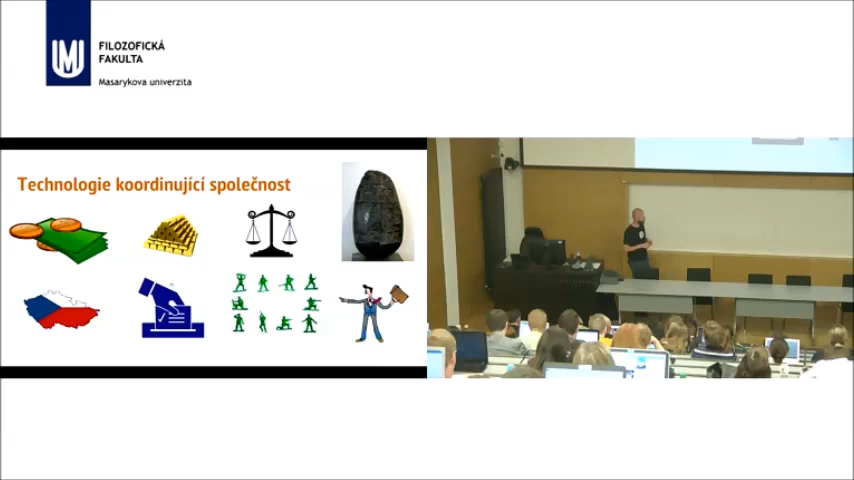 FILOZOFICKÁ
FAKULTA
Masarykova univerzita
Technologie koordinující společnost